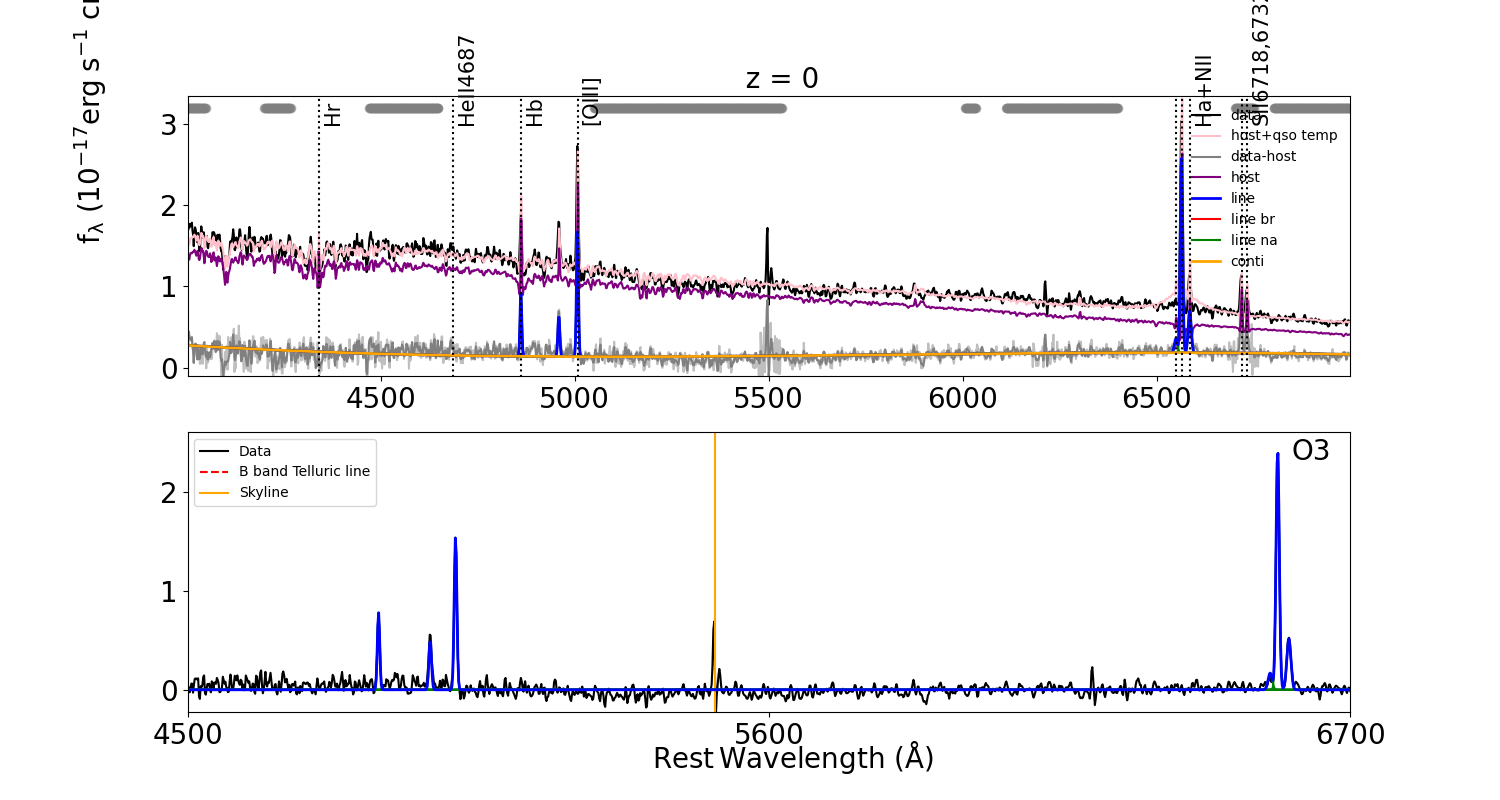 z = 0
fλ (10−17erg s−1 c
Hr
HeII4687
Hb
[OIII]
Ha+NII
SII6718,6732
3
2
1
0
data
host+qso temp
data-host
host
line
line br
line na
conti
4500 5000 5500 6000 6500
Data
B band Telluric line
Skyline
O3
2
1
0
4500 5600 6700
Rest Wavelength (Å)